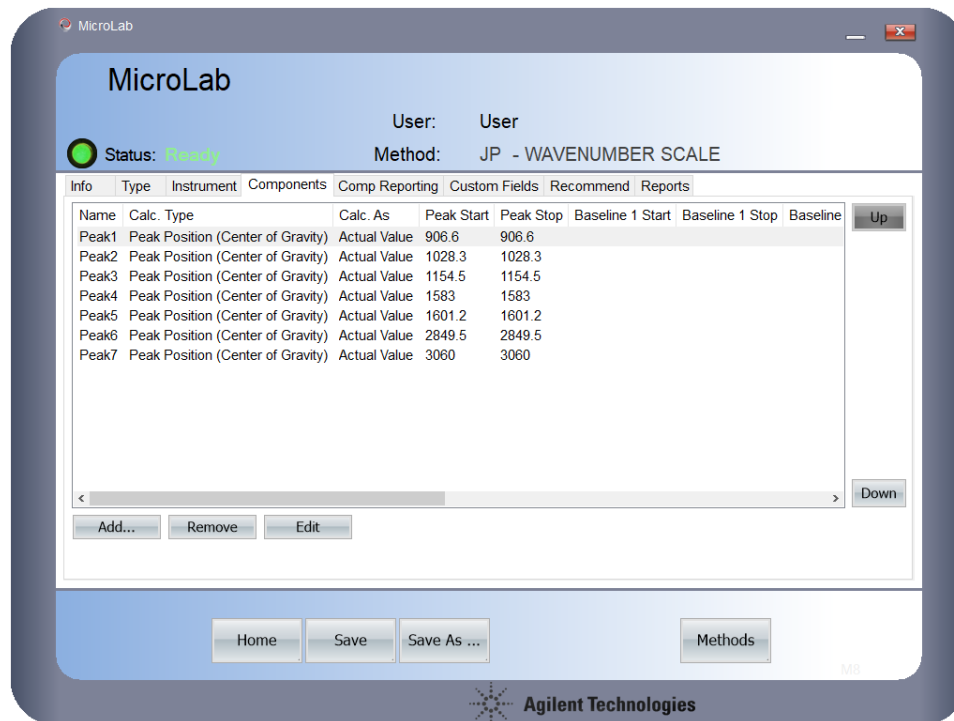 MicroLab
MicroLab
User: User
Status: Ready Method: JP - WAVENUMBER SCALE
Info Type Instrument Components Comp Reporting Custom Fields Recommend Reports
Name Calc. Type Calc. As Peak Start Peak Stop Baseline 1 Start Baseline 1 Stop Baseline Up
Peak1 Peak Position (Center of Gravity) Actual Value 906.6 906.6
Peak2 Peak Position (Center of Gravity) Actual Value 1028.3 1028.3
Peak3 Peak Position (Center of Gravity) Actual Value 1154.5 1154.5
Peak4 Peak Position (Center of Gravity) Actual Value 1583 1583
Peak5 Peak Position (Center of Gravity) Actual Value 1601.2 1601.2
Peak6 Peak Position (Center of Gravity) Actual Value 2849.5 2849.5
Peak7 Peak Position (Center of Gravity) Actual Value 3060 3060
Down
Add... Remove Edit
Home Save Save As ... Methods
M8
Agilent Technologies